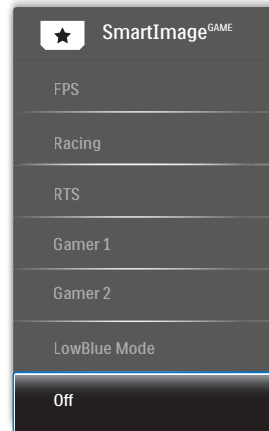 SmartImageGAME
FPS
Racing
RTS
Gamer 1
Gamer 2
LowBlue Mode
Off